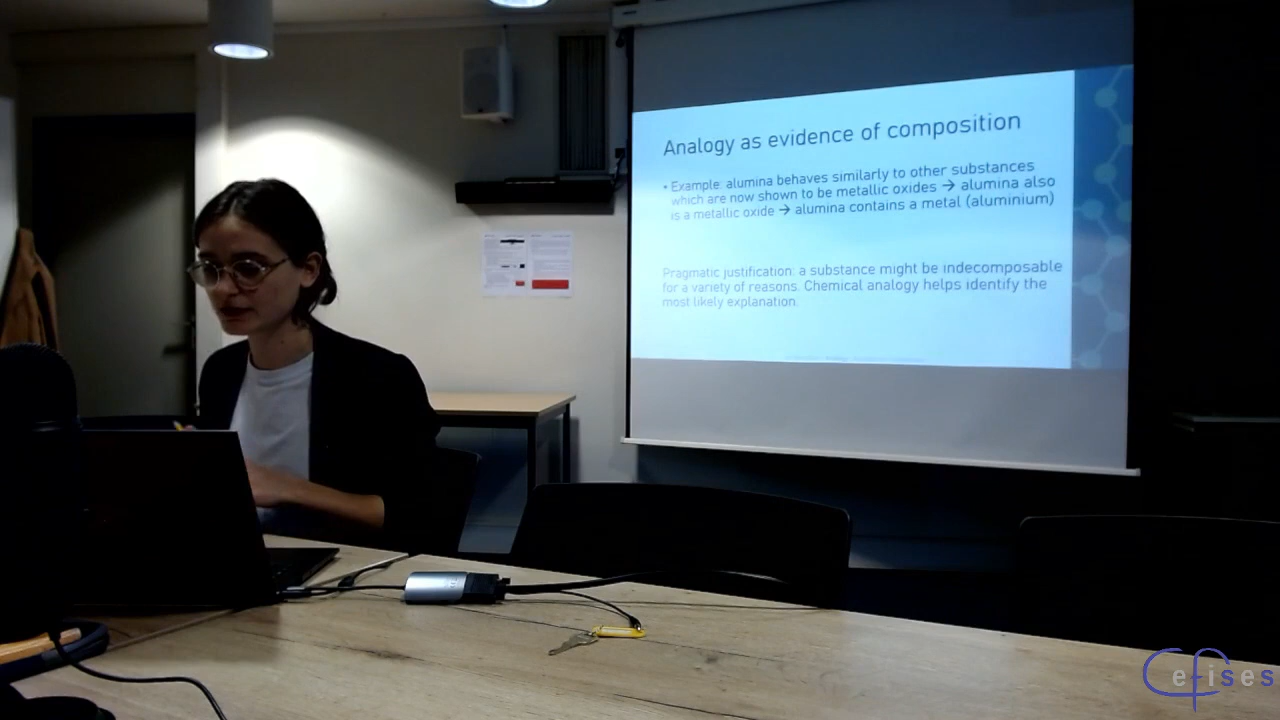 Analogy as evidence of composition
• Example: alumina behaves similarly to other substances
which are now shown to be metallic oxides → alumina also
is a metallic oxide → alumina contains a metal (aluminium)
Pragmatic justification: a substance might be indecomposable
for a variety of reasons. Chemical analogy helps identify the
most likely explanation.
Cefises